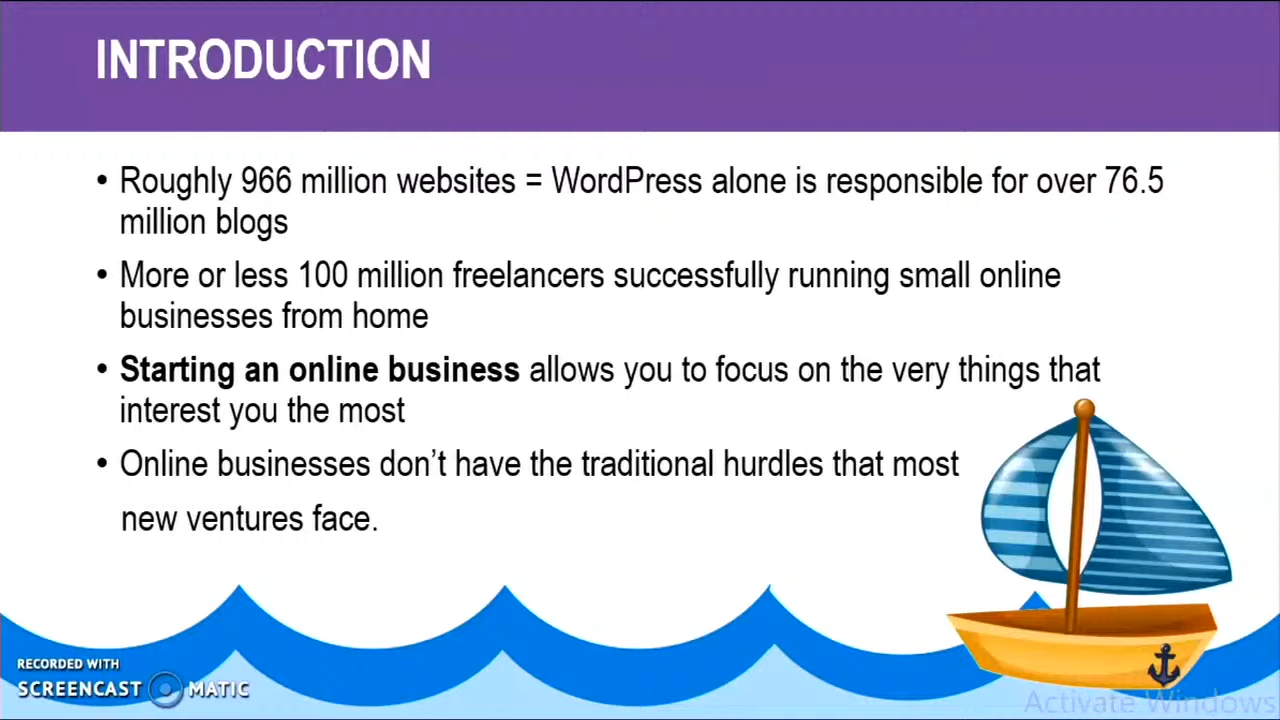 INTRODUCTION
• Roughly 966 million websites = WordPress alone is responsible for over 76.5
million blogs
• More or less 100 million freelancers successfully running small online
businesses from home
• Starting an online business allows you to focus on the very things that
interest you the most
• Online businesses don't have the traditional hurdles that most
new ventures face.
RECORDED WITH
SCREENCAST MATIC
Activate Windows